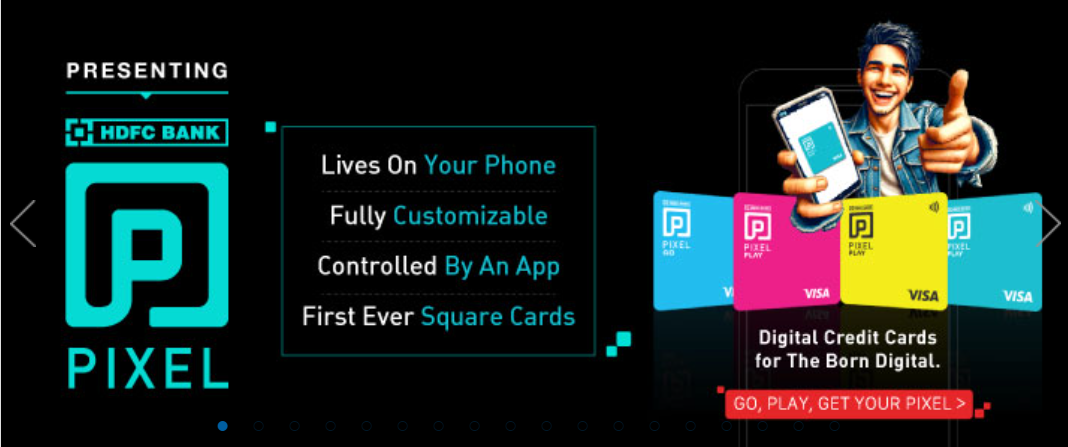 PRESENTING
HDFC BANK
PIXEL
Lives On Your Phone
Fully Customizable
Controlled By An App
First Ever Square Cards
PIXEL
GO
VISA
PIXEL
PLAY
VISA
PIXEL
PLAY
VISA
PIXEL
PLAY
VISA
Digital Credit Cards
for The Born Digital.
GO, PLAY, GET YOUR PIXEL >